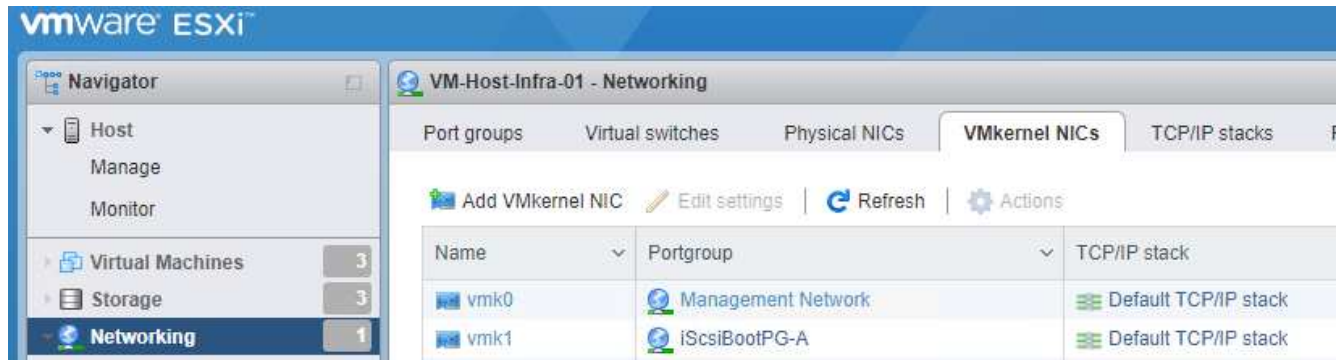 vmware ESXi™
Navigator
VM-Host-Infra-01 - Networking
Host
Manage
Monitor
Virtual Machines 3
Storage 3
Networking 1
Port groups Virtual switches Physical NICs VMkernel NICs TCP/IP stacks
Add VMkernel NIC Edit settings Refresh Actions
Name Portgroup TCP/IP stack
vmk0 Management Network Default TCP/IP stack
vmk1 iScsiBootPG-A Default TCP/IP stack